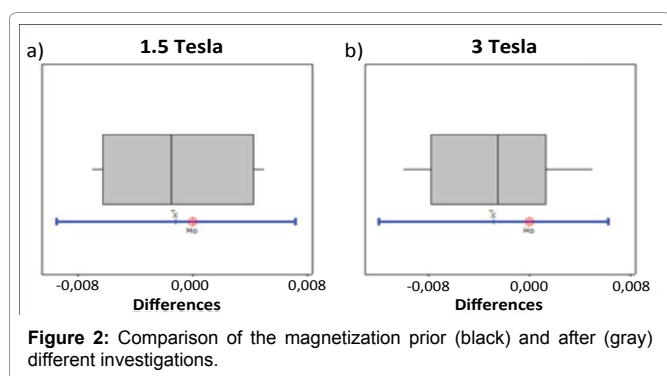 a) 1.5 Tesla
b) 3 Tesla
x̄
Ho
x̄
Ho
-0,008 0,000 0,008
Differences
-0,008 0,000 0,008
Differences
Figure 2: Comparison of the magnetization prior (black) and after (gray)
different investigations.